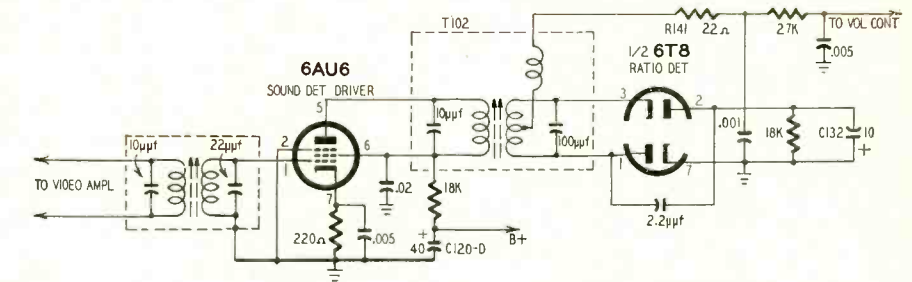 T102
R141 22Ω
27K
TO VOL CONT
.005
1/2 6T8
RATIO DET
6AU6
SOUND DET DRIVER
5
3
2
10µµf
100µµf
10µµf
22µµf
2
1
6
.001
18K
C132
10
+
1
7
TO VIDEO AMPL
.02
18K
2.2µµf
7
220Ω
.005
+
40
C120-D
B+